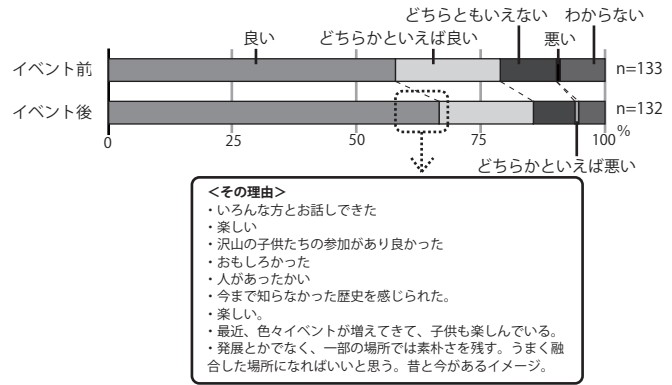 どちらともいえない わからない
良い どちらかといえば良い 悪い
イベント前 n=133
イベント後 n=132
0 25 50 75 100
%
どちらかといえば悪い
＜その理由＞
・いろんな方とお話しできた
・楽しい
・沢山の子供たちの参加があり良かった
・おもしろかった
・人があったかい
・今まで知らなかった歴史を感じられた。
・楽しい。
・最近、色々イベントが増えてきて、子供も楽しんでいる。
・発展とかでなく、一部の場所では素朴さを残す。うまく融
合した場所になればいいと思う。昔と今があるイメージ。